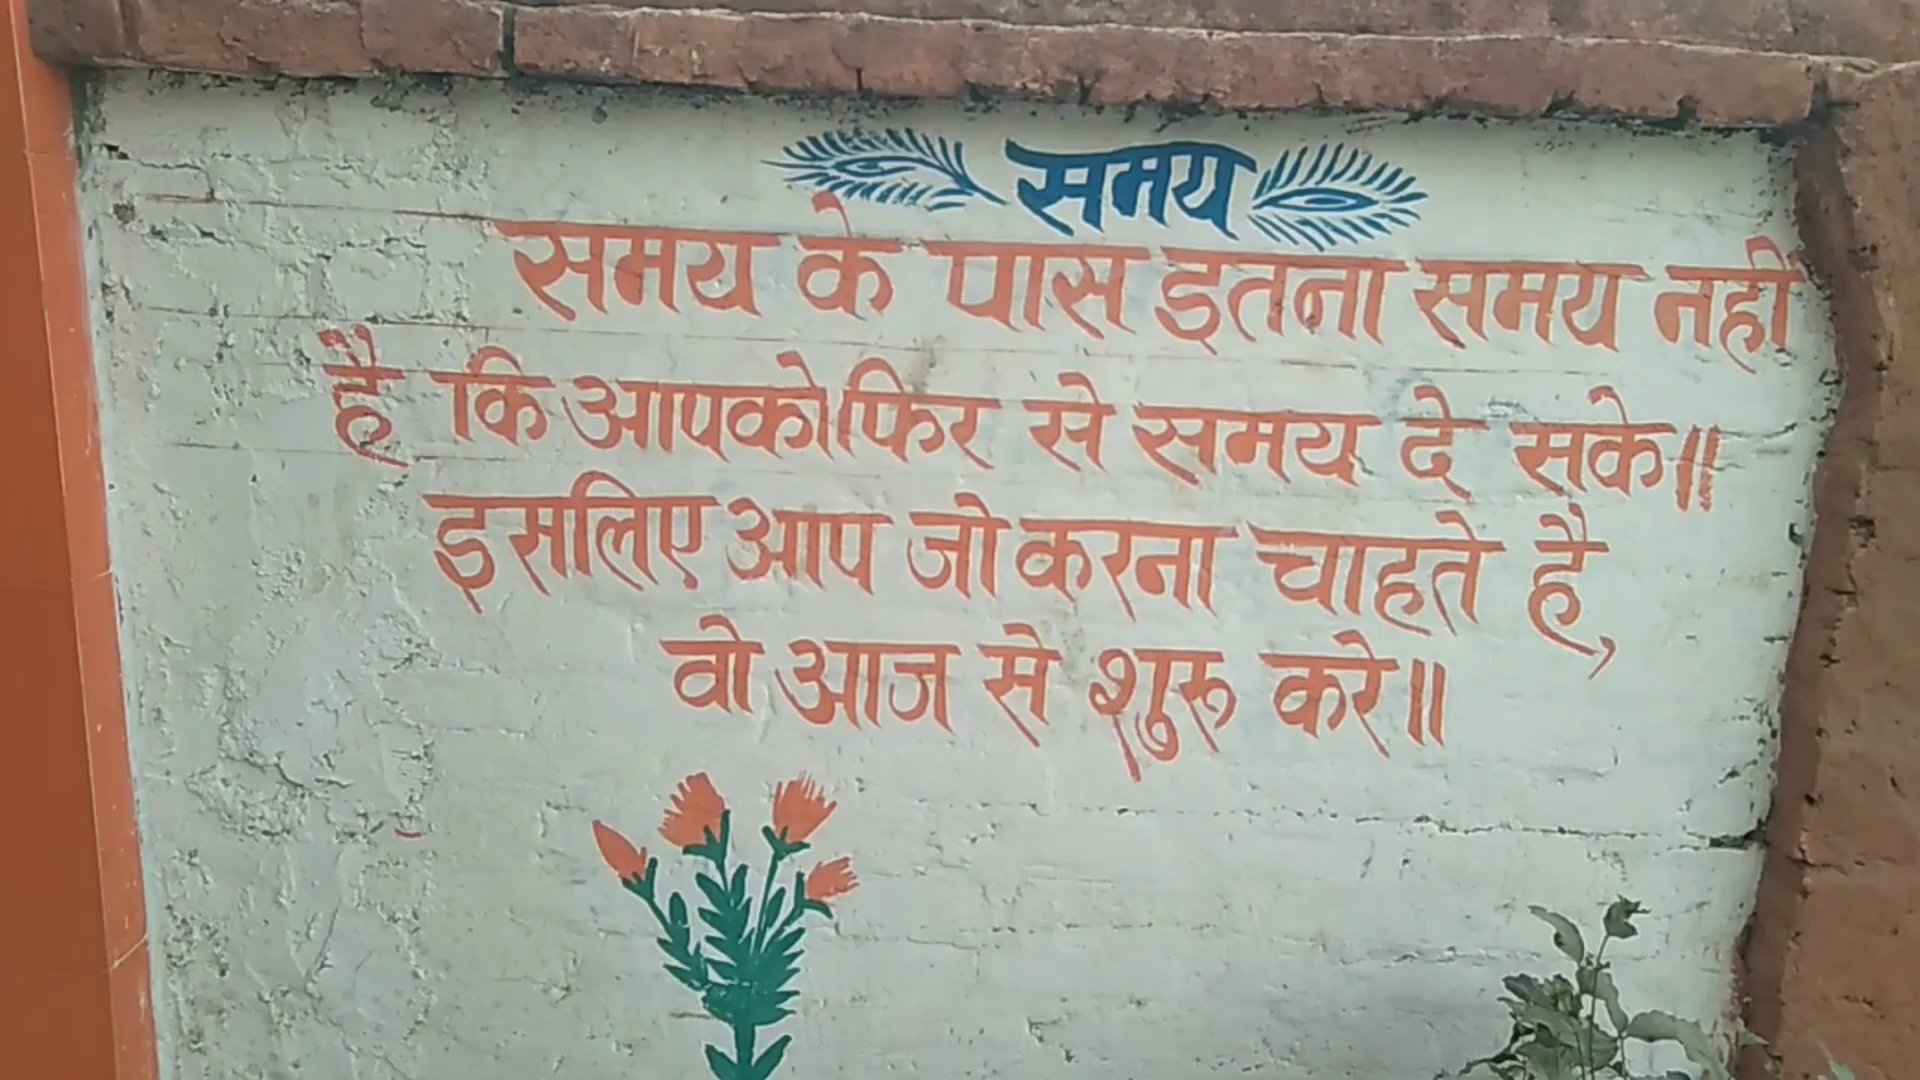 समय
समय के पास इतना समय नहीं
है कि आपको फिर से समय दे सके॥
इसलिए आप जो करना चाहते है,
वो आज से शुरू करे॥